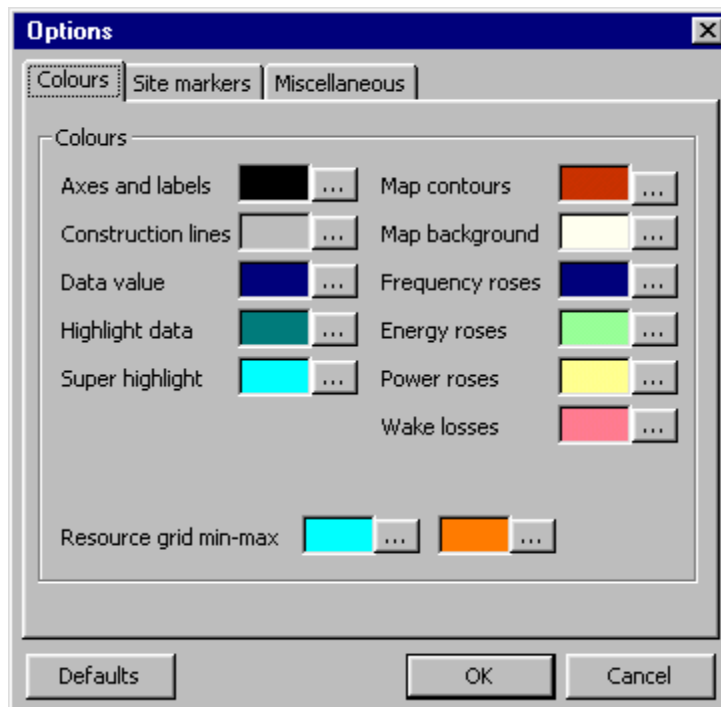 Options
Colours Site markers Miscellaneous
Colours
Axes and labels ... Map contours ...
Construction lines ... Map background ...
Data value ... Frequency roses ...
Highlight data ... Energy roses ...
Super highlight ... Power roses ...
Wake losses ...
Resource grid min-max ... ...
Defaults OK Cancel